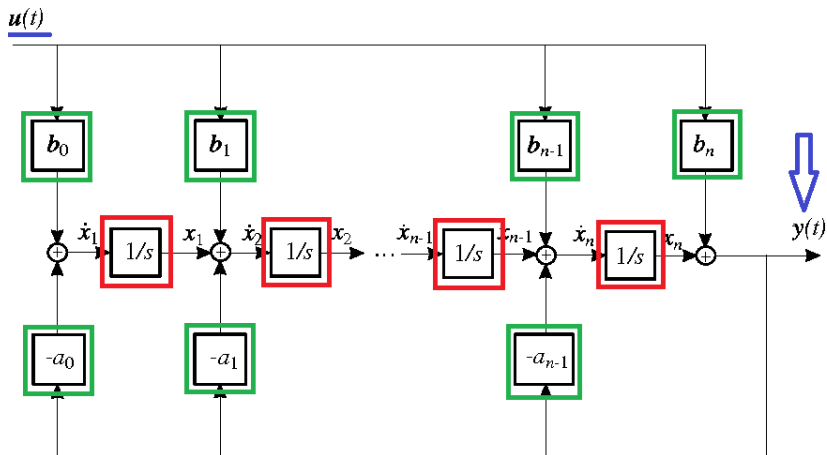 u(t)
b₀ b₁ bₙ₋₁ bₙ
y(t)
ẋ₁ 1/s x₁ + ẋ₂ 1/s x₂ ... ẋₙ₋₁ 1/s xₙ₋₁ + ẋₙ 1/s xₙ +
+
-a₀ -a₁ -aₙ₋₁